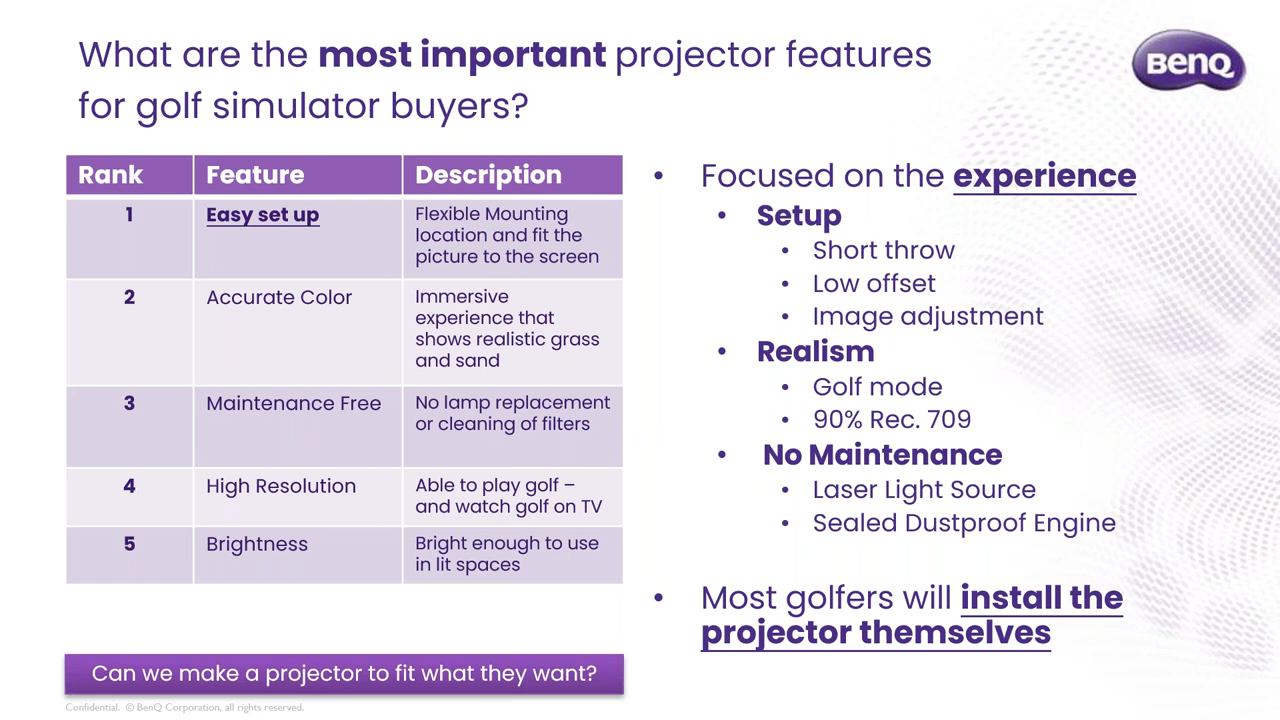 What are the most important projector features
for golf simulator buyers?
BenQ
Rank Feature Description
1 Easy set up Flexible Mounting
location and fit the
picture to the screen
2 Accurate Color Immersive
experience that
shows realistic grass
and sand
3 Maintenance Free No lamp replacement
or cleaning of filters
4 High Resolution Able to play golf –
and watch golf on TV
5 Brightness Bright enough to use
in lit spaces
Can we make a projector to fit what they want?
• Focused on the experience
• Setup
• Short throw
• Low offset
• Image adjustment
• Realism
• Golf mode
• 90% Rec. 709
• No Maintenance
• Laser Light Source
• Sealed Dustproof Engine
• Most golfers will install the
projector themselves
Confidential. © BenQ Corporation, all rights reserved.